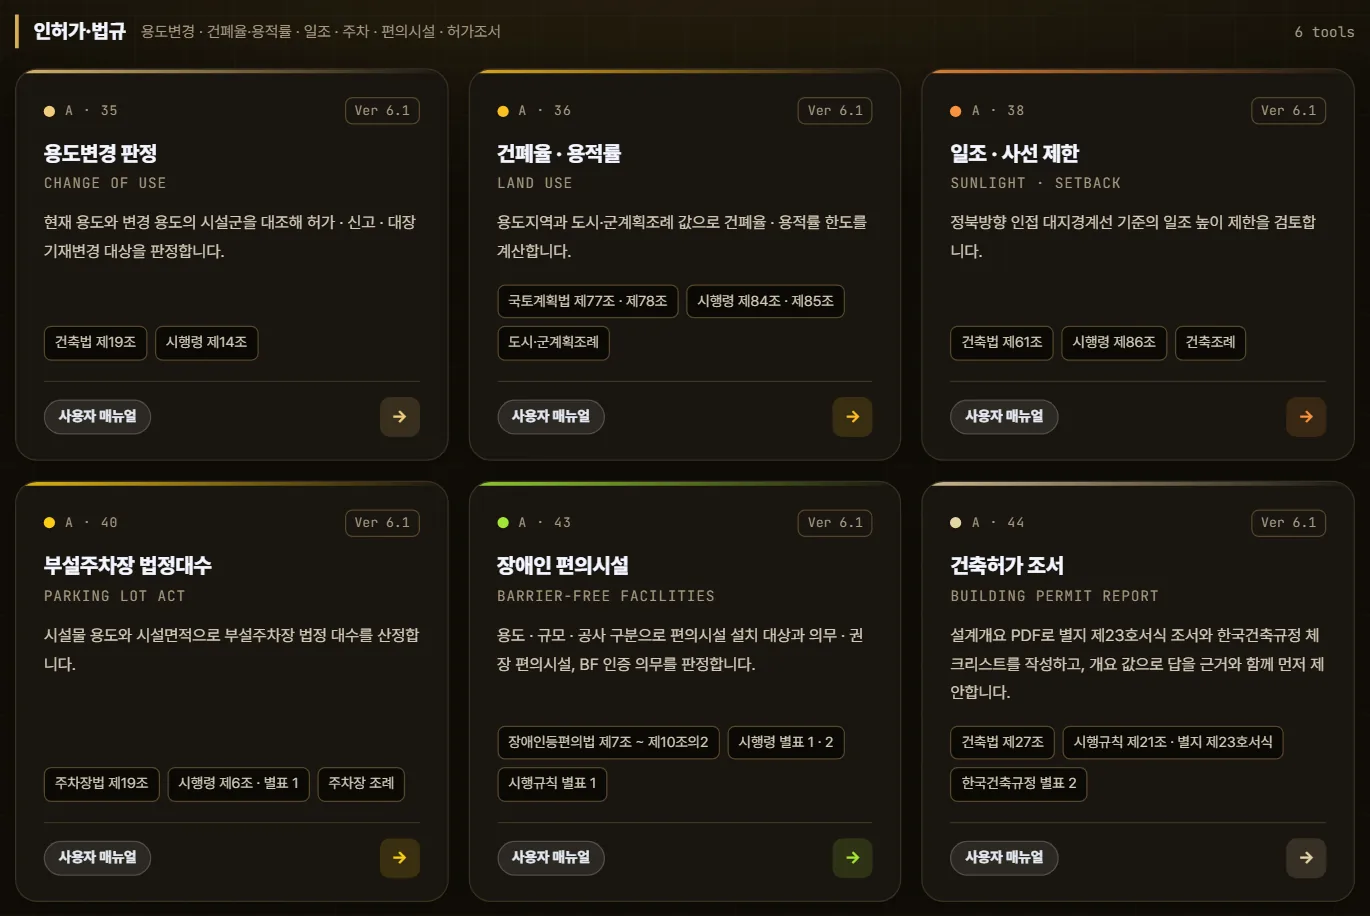 인허가·법규 용도변경 · 건폐율·용적률 · 일조 · 주차 · 편의시설 · 허가조서 6 tools
A · 35 Ver 6.1
용도변경 판정
CHANGE OF USE
현재 용도와 변경 용도의 시설군을 대조해 허가 · 신고 · 대장
기재변경 대상을 판정합니다.
건축법 제19조 시행령 제14조
사용자 매뉴얼 →
A · 36 Ver 6.1
건폐율 · 용적률
LAND USE
용도지역과 도시·군계획조례 값으로 건폐율 · 용적률 한도를
계산합니다.
국토계획법 제77조 · 제78조 시행령 제84조 · 제85조
도시·군계획조례
사용자 매뉴얼 →
A · 38 Ver 6.1
일조 · 사선 제한
SUNLIGHT · SETBACK
정북방향 인접 대지경계선 기준의 일조 높이 제한을 검토합
니다.
건축법 제61조 시행령 제86조 건축조례
사용자 매뉴얼 →
A · 40 Ver 6.1
부설주차장 법정대수
PARKING LOT ACT
시설물 용도와 시설면적으로 부설주차장 법정 대수를 산정합
니다.
주차장법 제19조 시행령 제6조 · 별표 1 주차장 조례
사용자 매뉴얼 →
A · 43 Ver 6.1
장애인 편의시설
BARRIER-FREE FACILITIES
용도 · 규모 · 공사 구분으로 편의시설 설치 대상과 의무 · 권
장 편의시설, BF 인증 의무를 판정합니다.
장애인등편의법 제7조 ~ 제10조의2 시행령 별표 1 · 2
시행규칙 별표 1
사용자 매뉴얼 →
A · 44 Ver 6.1
건축허가 조서
BUILDING PERMIT REPORT
설계개요 PDF로 별지 제23호서식 조서와 한국건축규정 체
크리스트를 작성하고, 개요 값으로 답을 근거와 함께 먼저 제
안합니다.
건축법 제27조 시행규칙 제21조 · 별지 제23호서식
한국건축규정 별표 2
사용자 매뉴얼 →